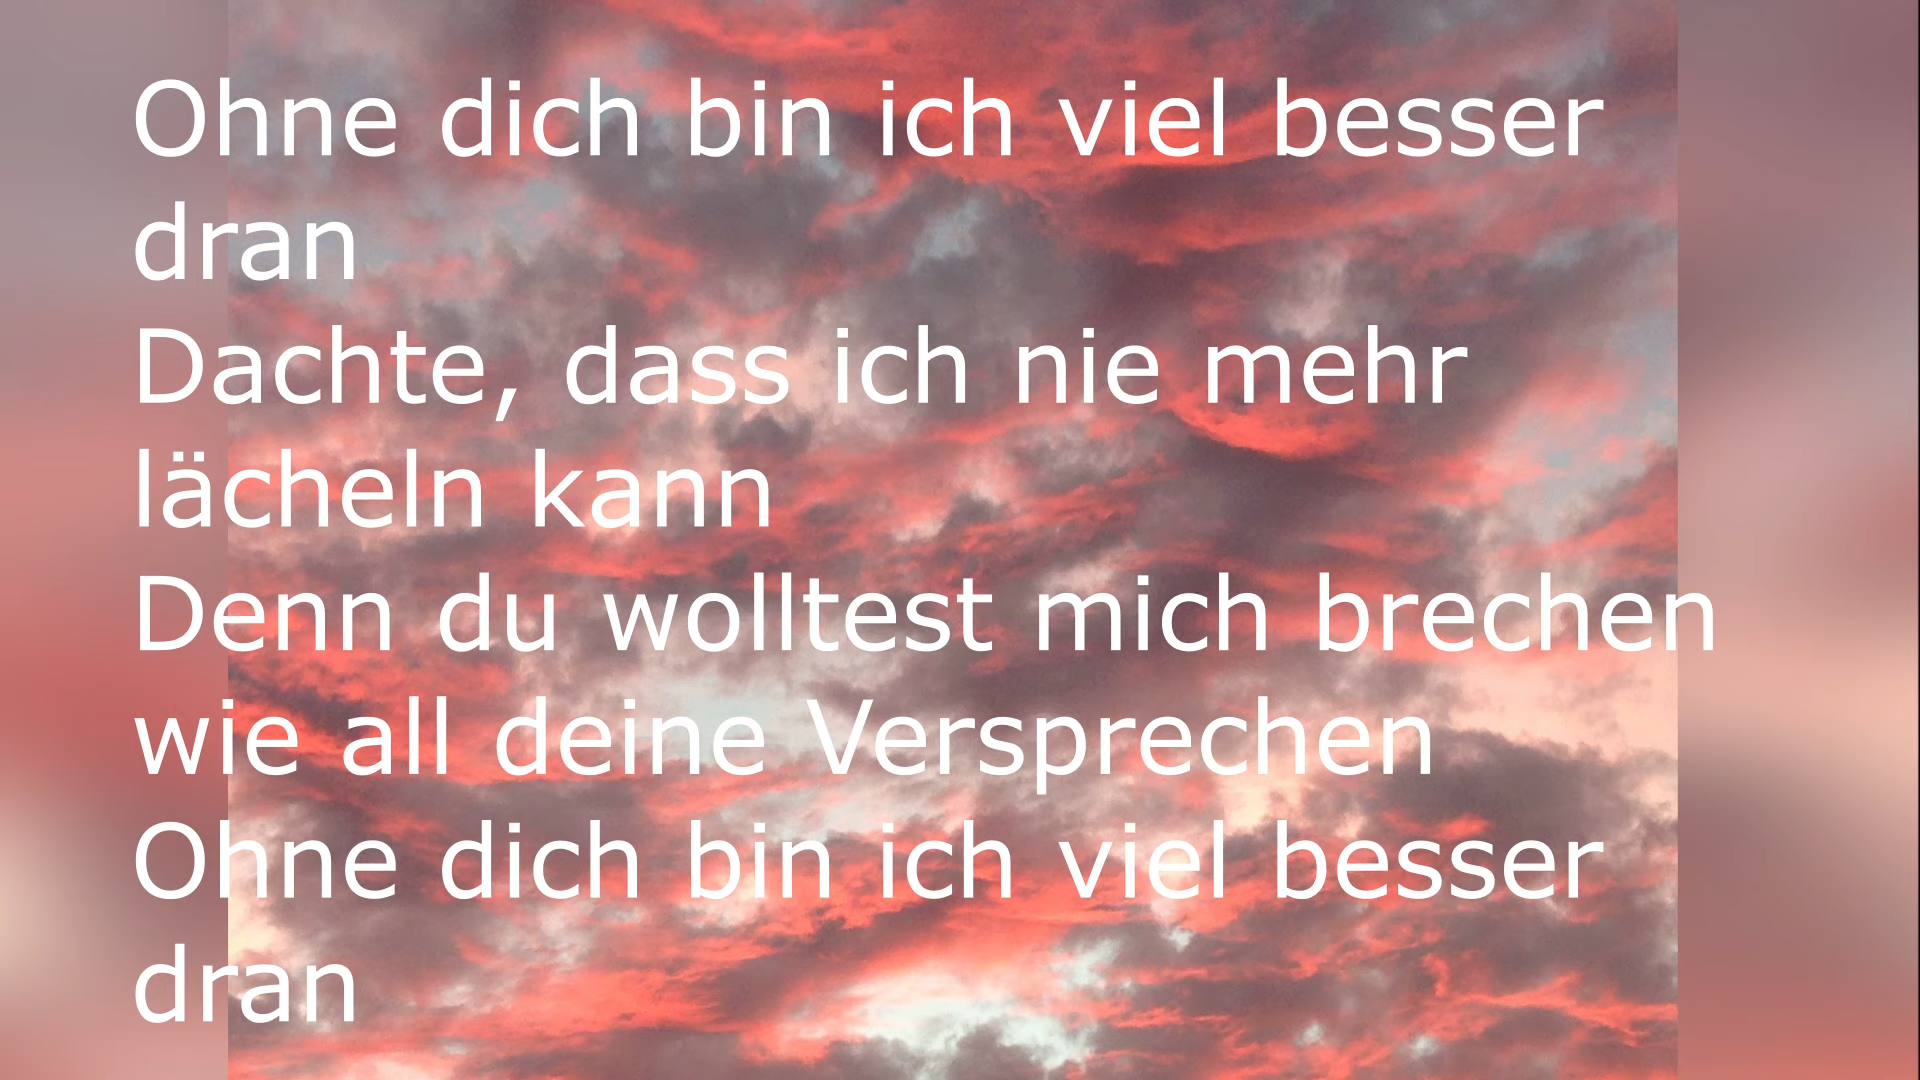 Ohne dich bin ich viel besser
dran
Dachte, dass ich nie mehr
lächeln kann
Denn du wolltest mich brechen
wie all deine Versprechen
Ohne dich bin ich viel besser
dran